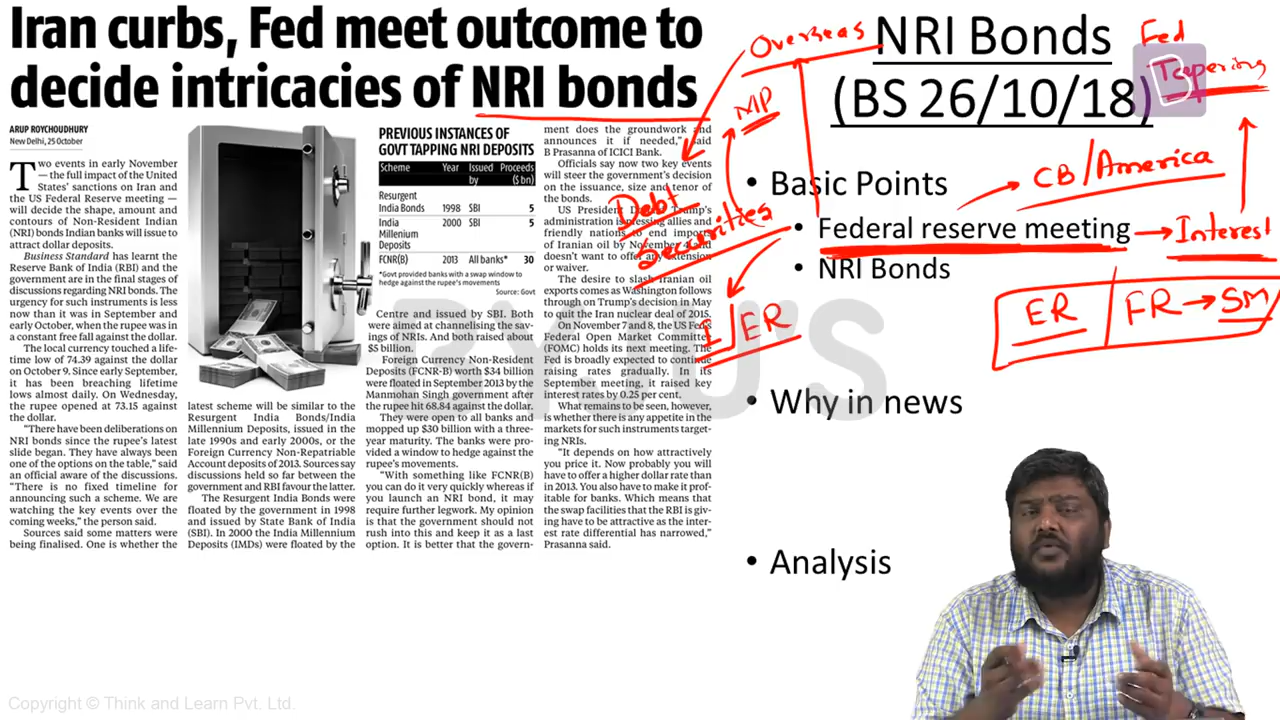 Iran curbs, Fed meet outcome to
decide intricacies of NRI bonds
ARUP ROYCHOUDHURY
New Delhi, 25 October
Two events in early November
— the full impact of the United
States' sanctions on Iran and
the US Federal Reserve meeting —
will decide the shape, amount and
contours of Non-Resident Indian
(NRI) bonds Indian banks will issue to
attract dollar deposits.
Business Standard has learnt the
Reserve Bank of India (RBI) and the
government are in the final stages of
discussions regarding NRI bonds. The
urgency for such instruments is less
now than it was in September and
early October, when the rupee was in
a constant free fall against the dollar.
The local currency touched a life-
time low of 74.39 against the dollar
on October 9. Since early September,
it has been breaching lifetime
lows almost daily. On Wednesday,
the rupee opened at 73.15 against
the dollar.
"There have been deliberations on
NRI bonds since the rupee's latest
slide began. They have always been
one of the options on the table," said
an official aware of the discussions.
"There is no fixed timeline for
announcing such a scheme. We are
watching the key events over the
coming weeks," the person said.
Sources said some matters were
being finalised. One is whether the
latest scheme will be similar to the
Resurgent India Bonds/India
Millennium Deposits, issued in the
late 1990s and early 2000s, or the
Foreign Currency Non-Repatriable
Account deposits of 2013. Sources say
discussions held so far between the
government and RBI favour the latter.
The Resurgent India Bonds were
floated by the government in 1998
and issued by State Bank of India
(SBI). In 2000 the India Millennium
Deposits (IMDs) were floated by the
PREVIOUS INSTANCES OF
GOVT TAPPING NRI DEPOSITS
Scheme Year Issued by Proceeds ($ bn)
Resurgent
India Bonds 1998 SBI 5
India 2000 SBI 5
Millenium
Deposits
FCNR(B) 2013 All banks* 30
*Govt provided banks with a swap window to
hedge against the rupee's movements
Source: Govt
Centre and issued by SBI. Both
were aimed at channelising the sav-
ings of NRIs. And both raised about
$5 billion.
Foreign Currency Non-Resident
Deposits (FCNR-B) worth $34 billion
were floated in September 2013 by the
Manmohan Singh government after
the rupee hit 68.84 against the dollar.
They were open to all banks and
mopped up $30 billion with a three-
year maturity. The banks were pro-
vided a window to hedge against the
rupee's movements.
"With something like FCNR(B)
you can do it very quickly whereas if
you launch an NRI bond, it may
require further legwork. My opinion
is that the government should not
rush into this and keep it as a last
option. It is better that the govern-
ment does the groundwork and
announces it if needed," said
B Prasanna of ICICI Bank.
Officials say now two key events
will steer the government's decision
on the issuance, size and tenor of
the bonds.
US President Trump's
administration is pressing allies and
friendly nations to end imports
of Iranian oil by November 4 and
doesn't want to offer any extension
or waiver.
The desire to slash Iranian oil
exports comes as Washington follows
through on Trump's decision in May
to quit the Iran nuclear deal of 2015.
On November 7 and 8, the US Fed's
Federal Open Market Committee
(FOMC) holds its next meeting. The
Fed is broadly expected to continue
raising rates gradually. In its
September meeting, it raised key
interest rates by 0.25 per cent.
What remains to be seen, however,
is whether there is any appetite in the
markets for such instruments target-
ing NRIs.
"It depends on how attractively
you price it. Now probably you will
have to offer a higher dollar rate than
in 2013. You also have to make it prof-
itable for banks. Which means that
the swap facilities that the RBI is giv-
ing have to be attractive as the inter-
est rate differential has narrowed,"
Prasanna said.
Overseas
NRI Bonds
Fed
Tapering
(BS 26/10/18)
MP
CB/America
• Basic Points
Debt
Securities
• Federal reserve meeting → Interest
• NRI Bonds
I/ER
ER | FR → SM/
• Why in news
• Analysis
BYJU'S
Copyright © Think and Learn Pvt. Ltd.